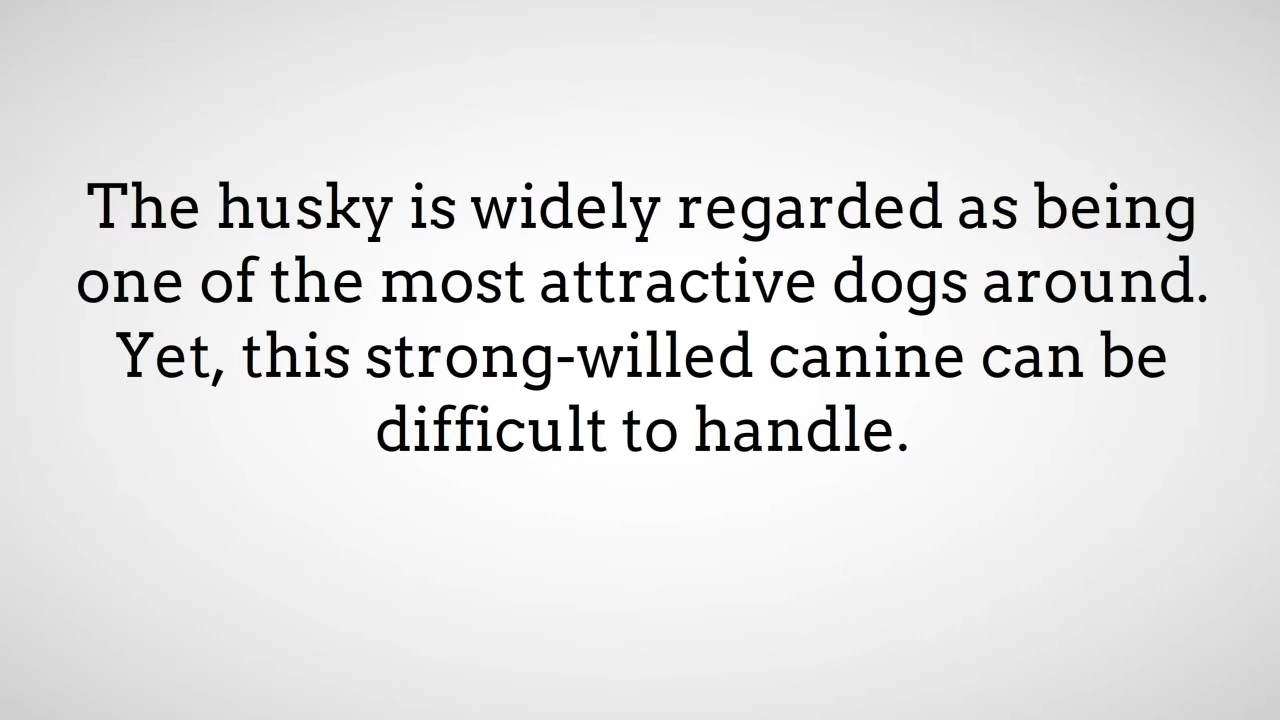 The husky is widely regarded as being
one of the most attractive dogs around.
Yet, this strong-willed canine can be
difficult to handle.